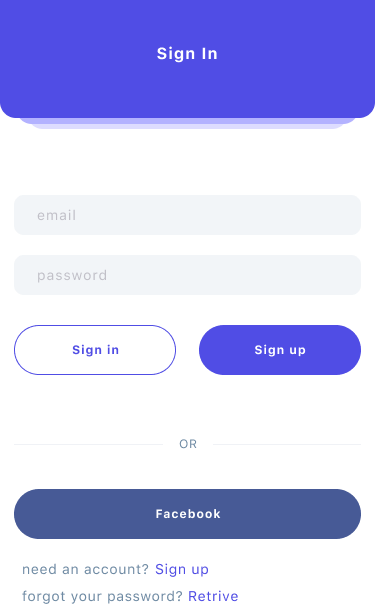 Sign In
email
password
Sign in
Sign up
OR
Facebook
need an account? Sign up
forgot your password? Retrive